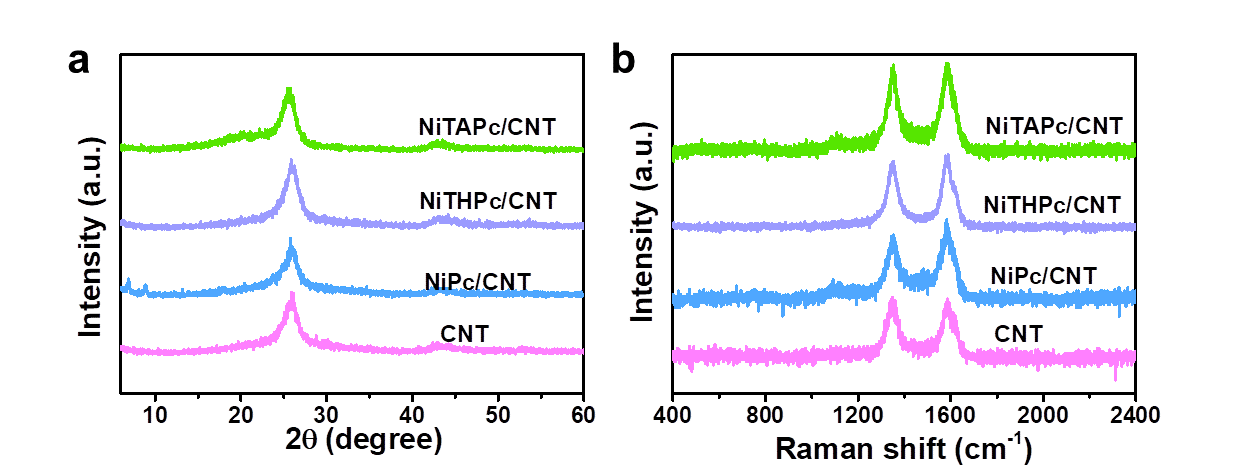 a
Intensity (a.u.)
NiTAPc/CNT
NiTHPc/CNT
NiPc/CNT
CNT
10 20 30 40 50 60
2θ (degree)
b
Intensity (a.u.)
NiTAPc/CNT
NiTHPc/CNT
NiPc/CNT
CNT
400 800 1200 1600 2000 2400
Raman shift (cm⁻¹)